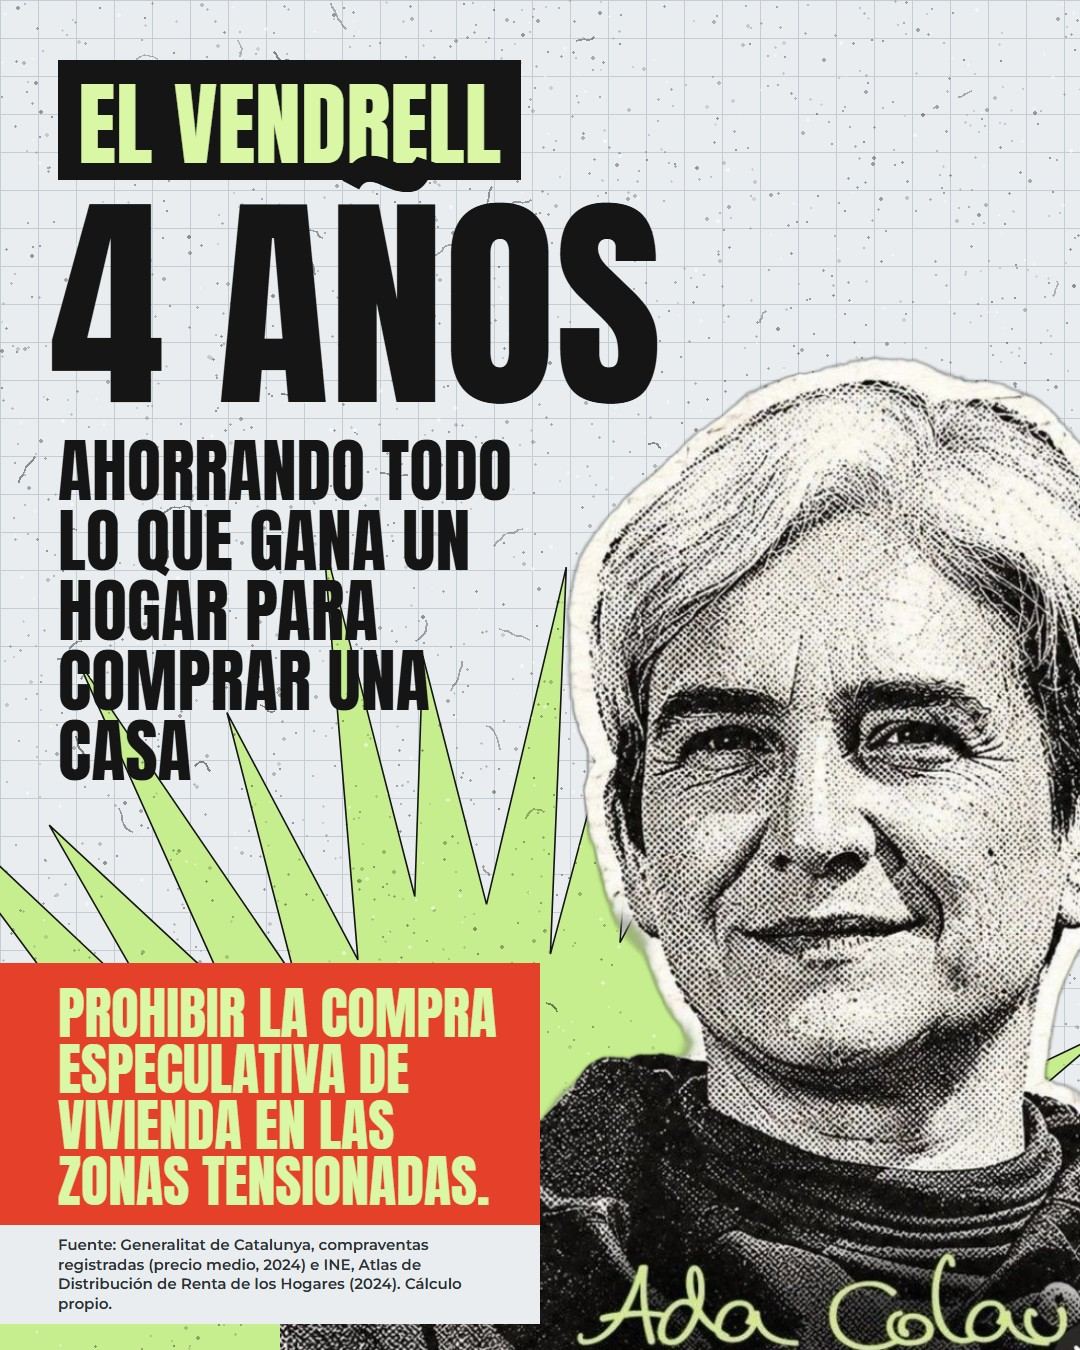 EL VENDRELL
4 AÑOS
AHORRANDO TODO
LO QUE GANA UN
HOGAR PARA
COMPRAR UNA
CASA
PROHIBIR LA COMPRA
ESPECULATIVA DE
VIVIENDA EN LAS
ZONAS TENSIONADAS.
Fuente: Generalitat de Catalunya, compraventas
registradas (precio medio, 2024) e INE, Atlas de
Distribución de Renta de los Hogares (2024). Cálculo
propio.
Ada Colau